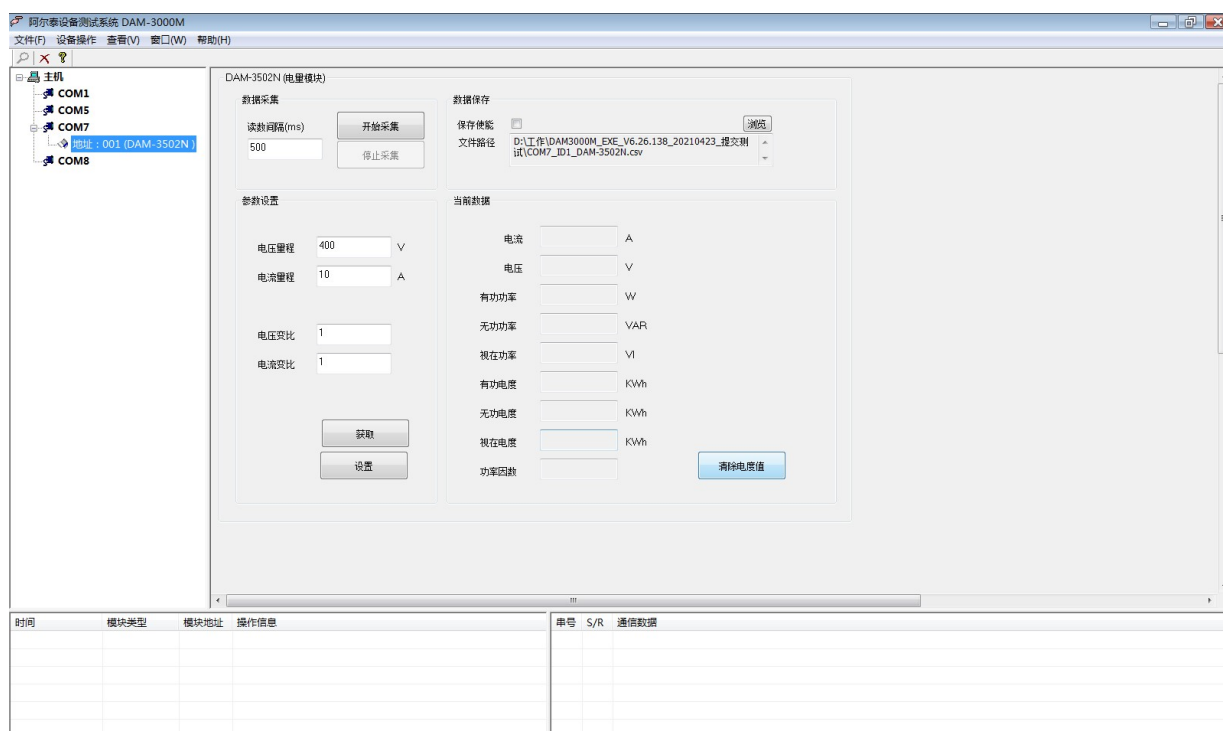 阿尔泰设备测试系统 DAM-3000M
文件(F) 设备操作 查看(V) 窗口(W) 帮助(H)
主机
COM1
COM5
COM7
地址：001 (DAM-3502N )
COM8
DAM-3502N (电量模块)
数据采集
读数间隔(ms)
500
开始采集
停止采集
数据保存
保存使能
浏览
文件路径
D:\工作\DAM3000M_EXE_V6.26.138_20210423_提交测
试\COM7_ID1_DAM-3502N.csv
参数设置
电压量程 400 V
电流量程 10 A
电压变比 1
电流变比 1
获取
设置
当前数据
电流 A
电压 V
有功功率 W
无功功率 VAR
视在功率 VI
有功电度 KWh
无功电度 KWh
视在电度 KWh
功率因数
清除电度值
时间 模块类型 模块地址 操作信息
串号 S/R 通信数据